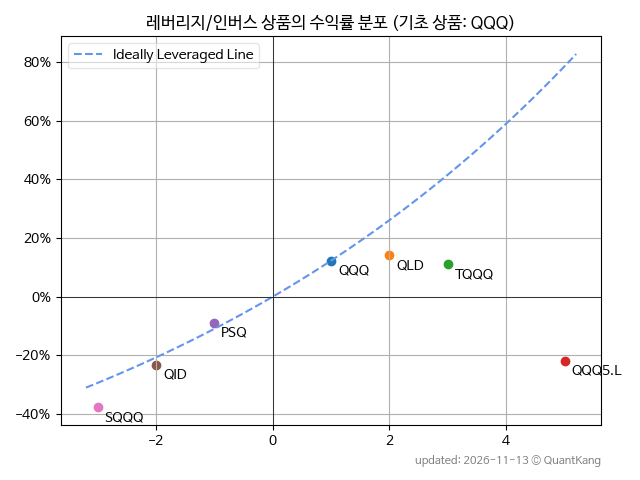 레버리지/인버스 상품의 수익률 분포 (기초 상품: QQQ)
Ideally Leveraged Line
80%
60%
40%
20%
0%
−20%
−40%
QQQ
QLD
TQQQ
PSQ
QID
SQQQ
QQQ5.L
−2
0
2
4
updated: 2026-11-13 © QuantKang